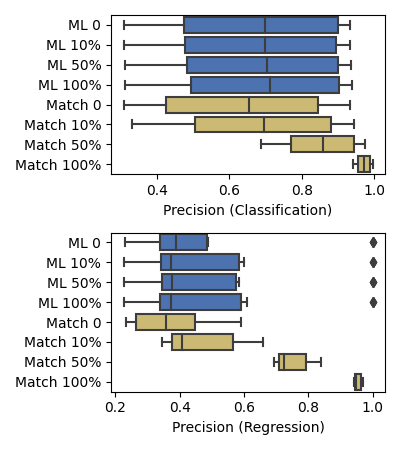 ML 0
ML 10%
ML 50%
ML 100%
Match 0
Match 10%
Match 50%
Match 100%
0.4 0.6 0.8 1.0
Precision (Classification)
ML 0
ML 10%
ML 50%
ML 100%
Match 0
Match 10%
Match 50%
Match 100%
0.2 0.4 0.6 0.8 1.0
Precision (Regression)